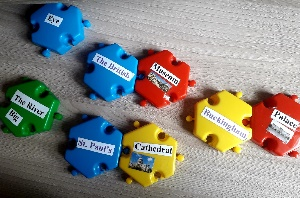 Eye
The British
Museum
The River
Big
St. Paul's
Cathedral
Buckingham
Palace